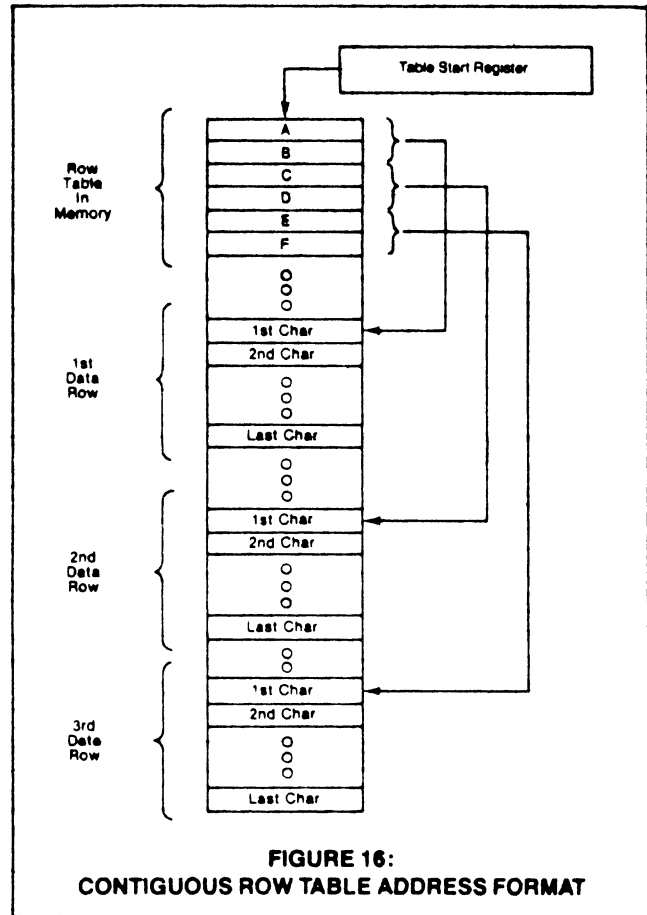 Table Start Register
A
B
C
D
E
F
Row
Table
In
Memory
1st Char
2nd Char
Last Char
1st
Data
Row
1st Char
2nd Char
Last Char
2nd
Data
Row
1st Char
2nd Char
Last Char
3rd
Data
Row
FIGURE 16:
CONTIGUOUS ROW TABLE ADDRESS FORMAT